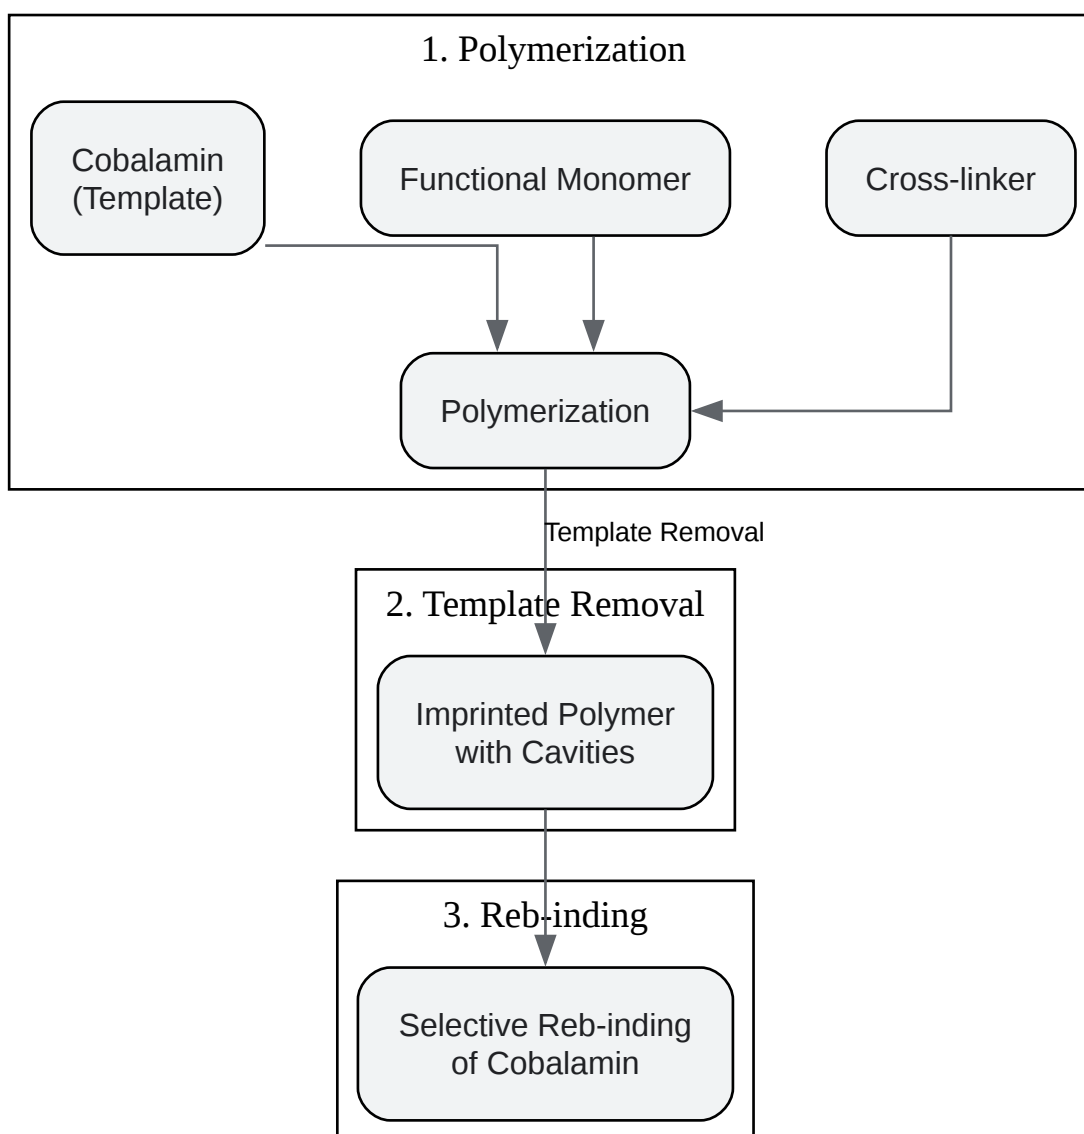 1. Polymerization
Cobalamin
(Template)
Functional Monomer
Cross-linker
Polymerization
Template Removal
2. Template Removal
Imprinted Polymer
with Cavities
3. Reb-inding
Selective Reb-inding
of Cobalamin